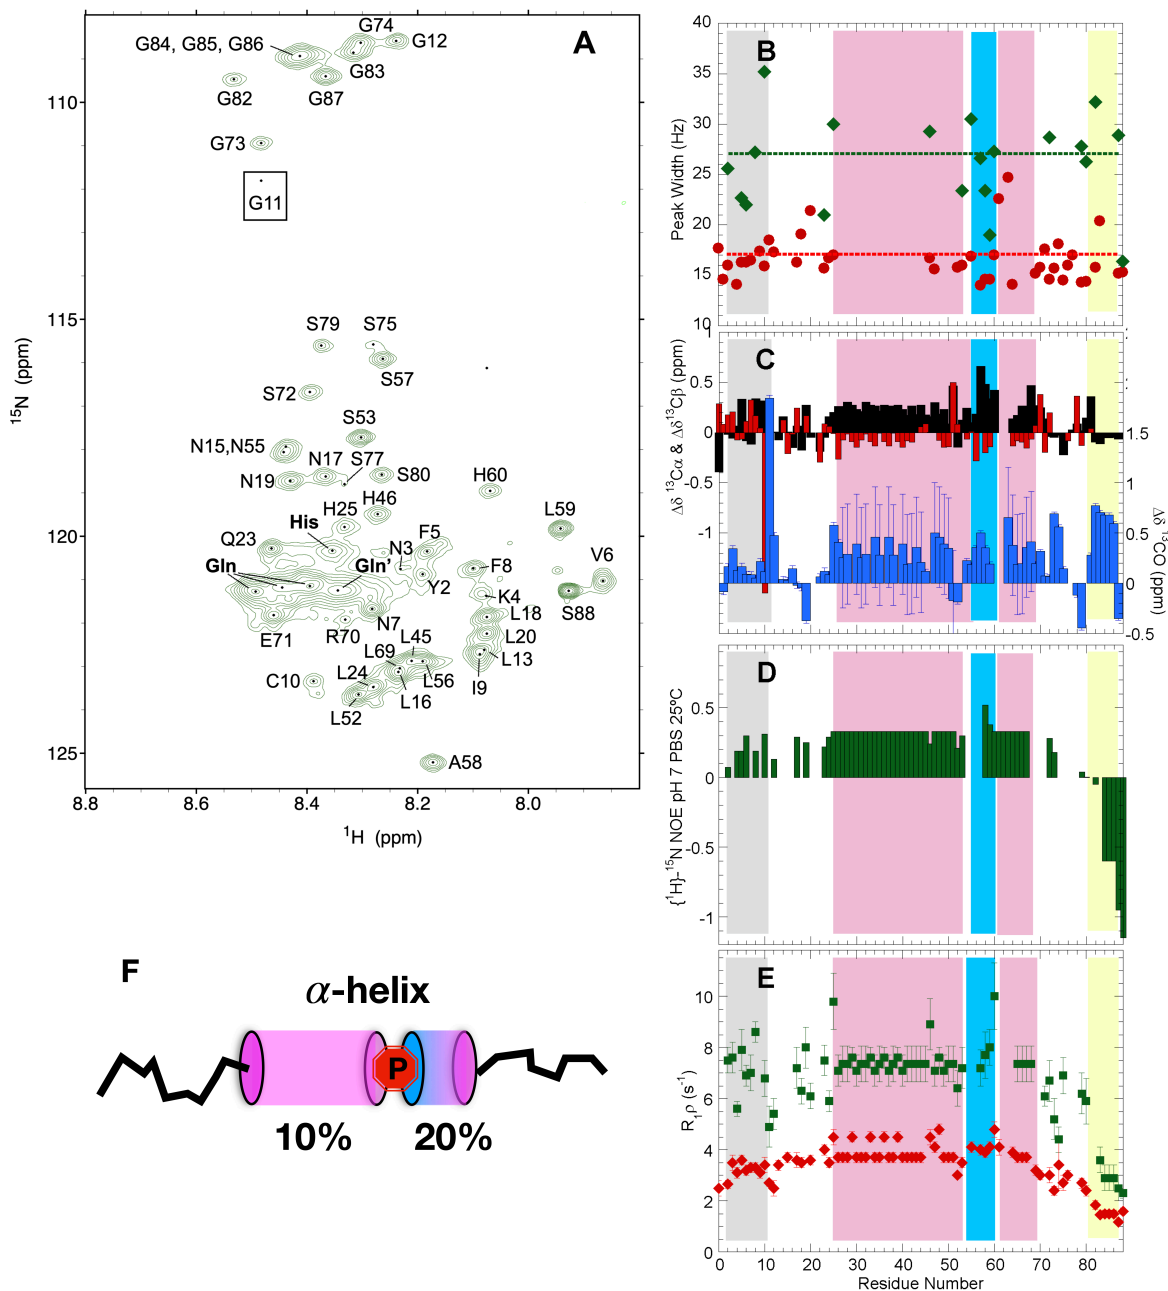 A
G74
G84, G85, G86
G12
G83
G82
G87
110
G73
G11
115
S79
S75
S57
S72
S53
N15,N55
N17
S77
S80
N19
H60
H46
L59
His
H25
Q23
F5
V6
N3
Gln
Gln'
F8
120
Y2
K4
S88
E71
R70
N7
L18
L45
L20
L69
L13
C10
L24
L56
I9
L16
L52
A58
125
8.8
8.6
8.4
8.2
8.0
¹H (ppm)
¹⁵N (ppm)
B
40
35
30
25
20
15
10
Peak Width (Hz)
C
0.5
0
-0.5
-1
Δδ ¹³Cα & Δδ¹³Cβ (ppm)
1.5
1
0.5
0
-0.5
Δδ ¹³CO (ppm)
D
0.5
0
-0.5
-1
{¹H}-¹⁵N NOE pH 7 PBS 25ºC
E
10
8
6
4
2
0
R₁ρ (s⁻¹)
0 10 20 30 40 50 60 70 80
Residue Number
F
α-helix
P
10%
20%